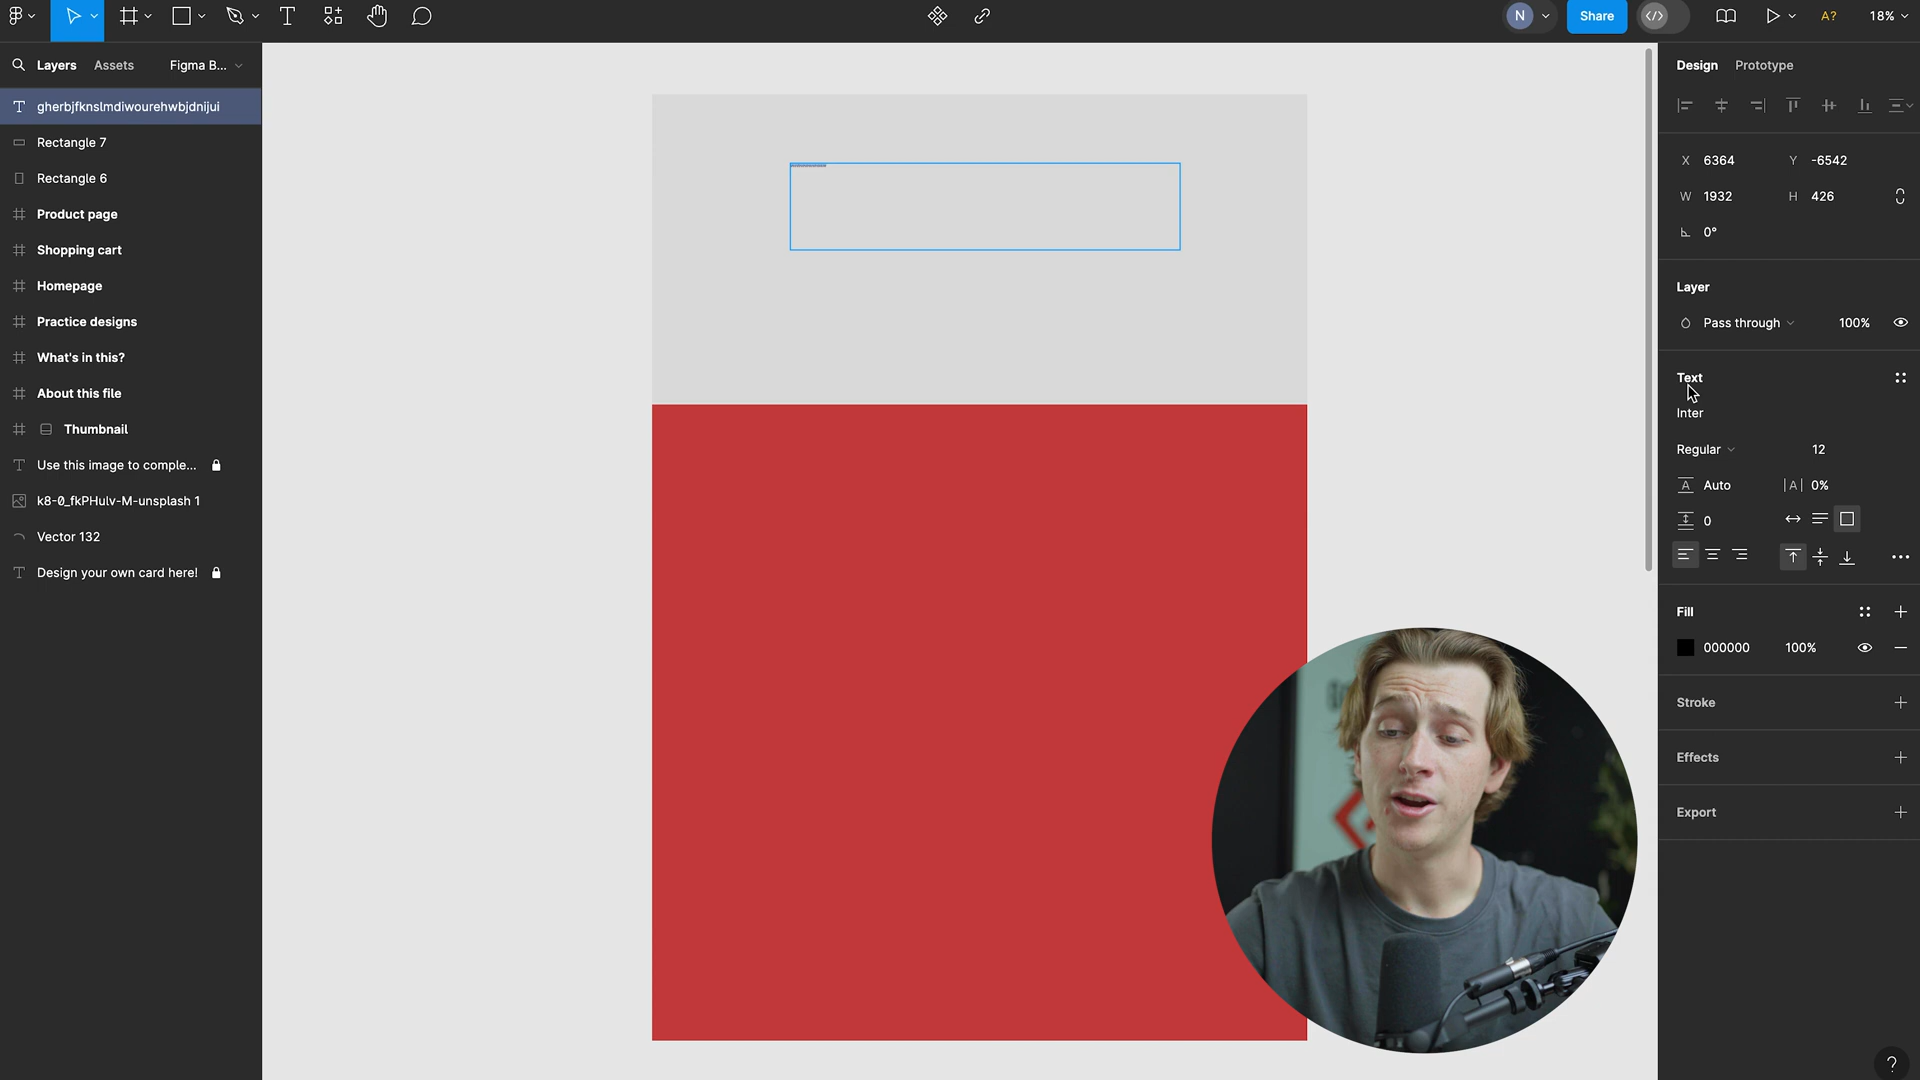 N
Share
A?
18%
Layers
Assets
Figma B...
Design
Prototype
gherbjfknslmdiwourehwbjdnijui
Rectangle 7
Rectangle 6
Product page
Shopping cart
Homepage
Practice designs
What's in this?
About this file
Thumbnail
Use this image to comple...
k8-0_fkPHulv-M-unsplash 1
Vector 132
Design your own card here!
X 6364
Y -6542
W 1932
H 426
0°
Layer
Pass through
100%
Text
Inter
Regular
12
Auto
0%
0
Fill
000000
100%
Stroke
Effects
Export
?